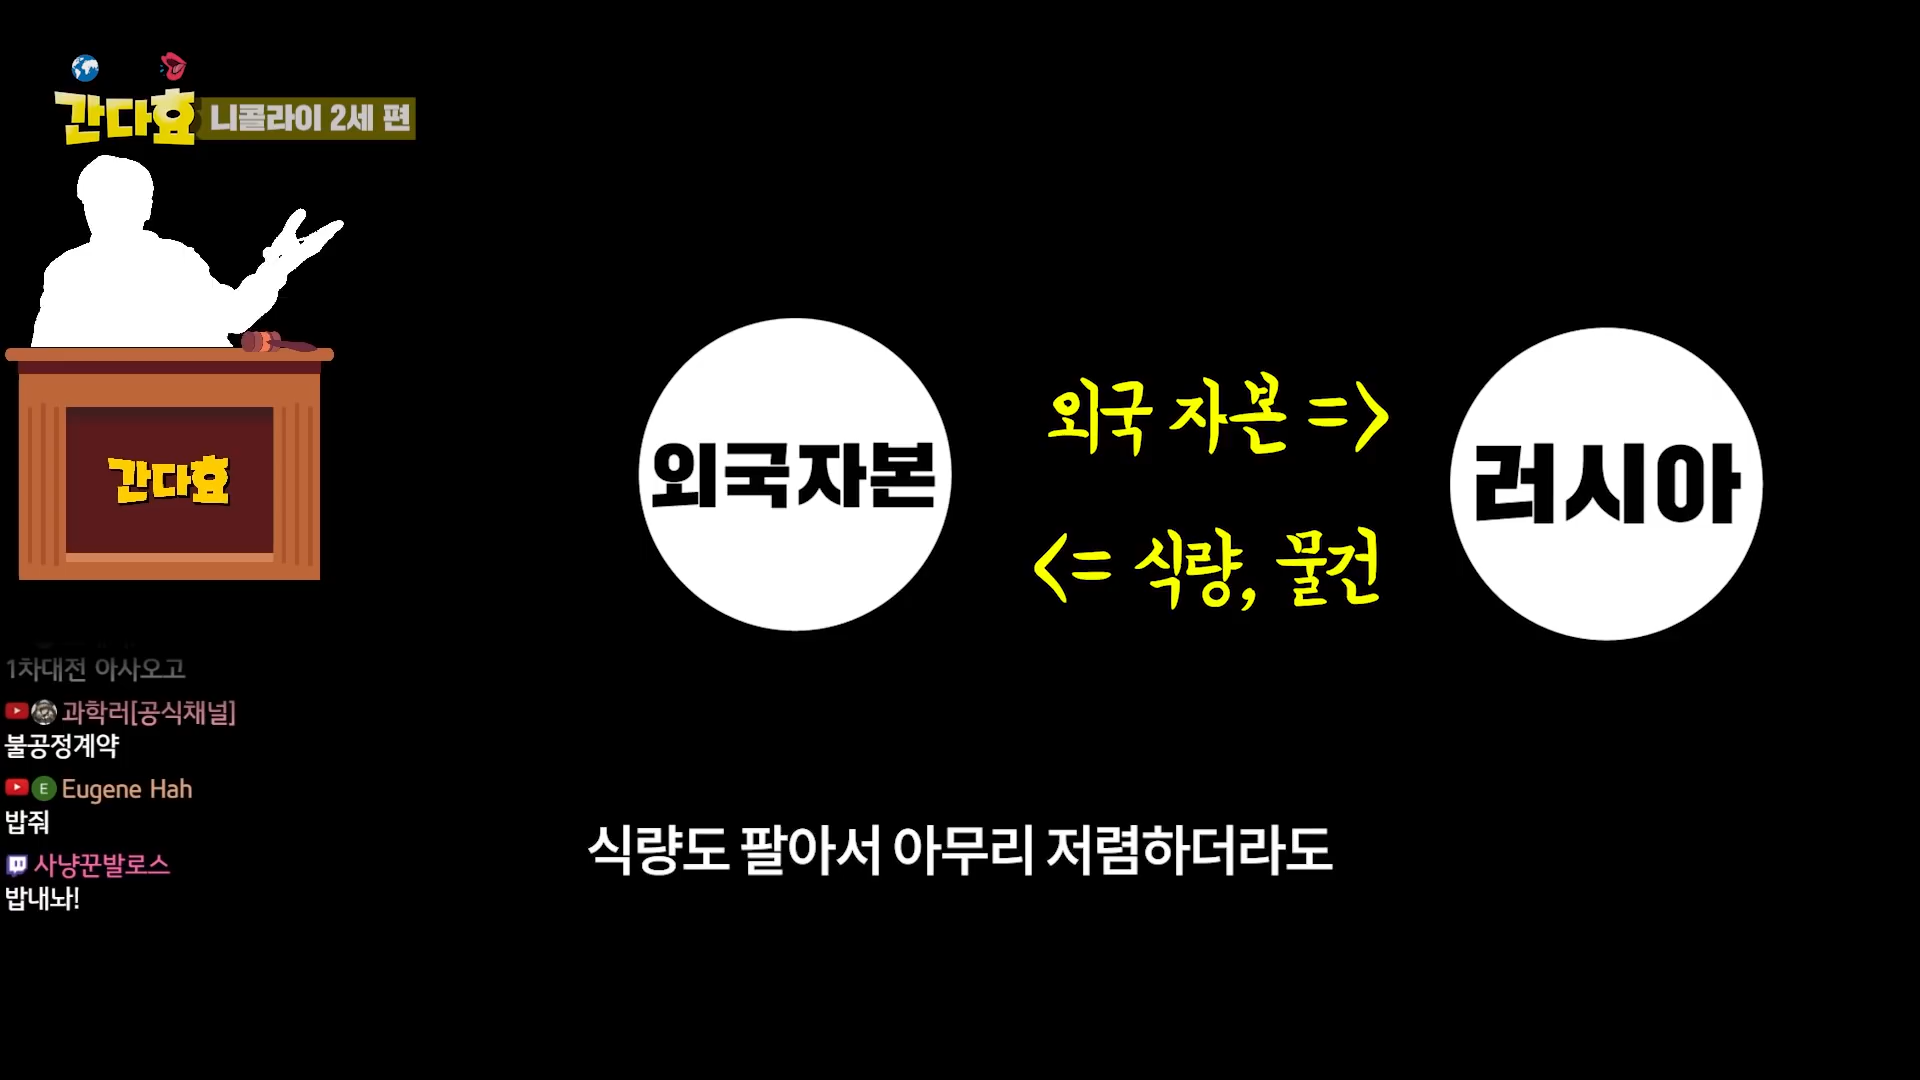 간다효 니콜라이 2세 편
간다효
외국자본
외국 자본 =>
<= 식량, 물건
러시아
식량도 팔아서 아무리 저렴하더라도
1차대전 아사오고
과학러[공식채널]
불공정계약
E Eugene Hah
밥줘
사냥꾼발로스
밥내놔!